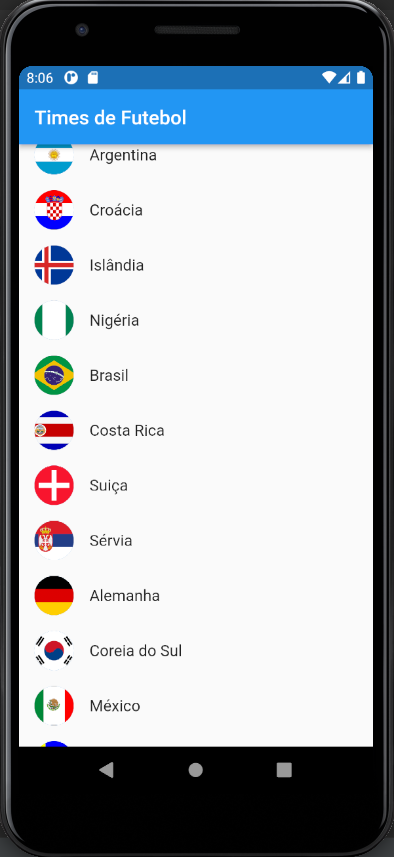 8:06
Times de Futebol
Argentina
Croácia
Islândia
Nigéria
Brasil
Costa Rica
Suiça
Sérvia
Alemanha
Coreia do Sul
México